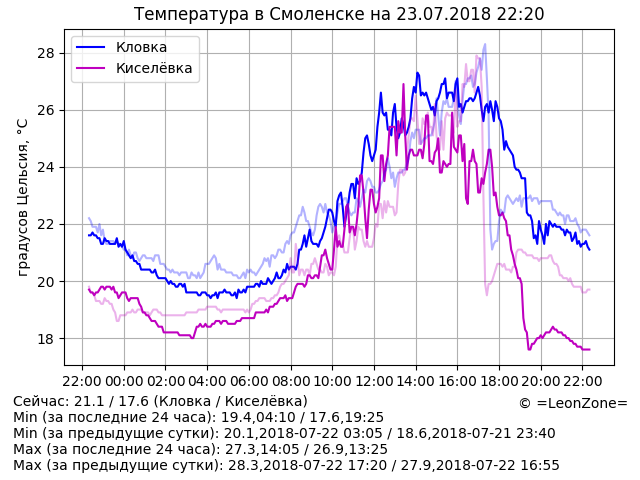 Температура в Смоленске на 23.07.2018 22:20
Кловка
Киселёвка
градусов Цельсия, °C
28
26
24
22
20
18
22:00 00:00 02:00 04:00 06:00 08:00 10:00 12:00 14:00 16:00 18:00 20:00 22:00
Сейчас: 21.1 / 17.6 (Кловка / Киселёвка)
© =LeonZone=
Min (за последние 24 часа): 19.4,04:10 / 17.6,19:25
Min (за предыдущие сутки): 20.1,2018-07-22 03:05 / 18.6,2018-07-21 23:40
Max (за последние 24 часа): 27.3,14:05 / 26.9,13:25
Max (за предыдущие сутки): 28.3,2018-07-22 17:20 / 27.9,2018-07-22 16:55